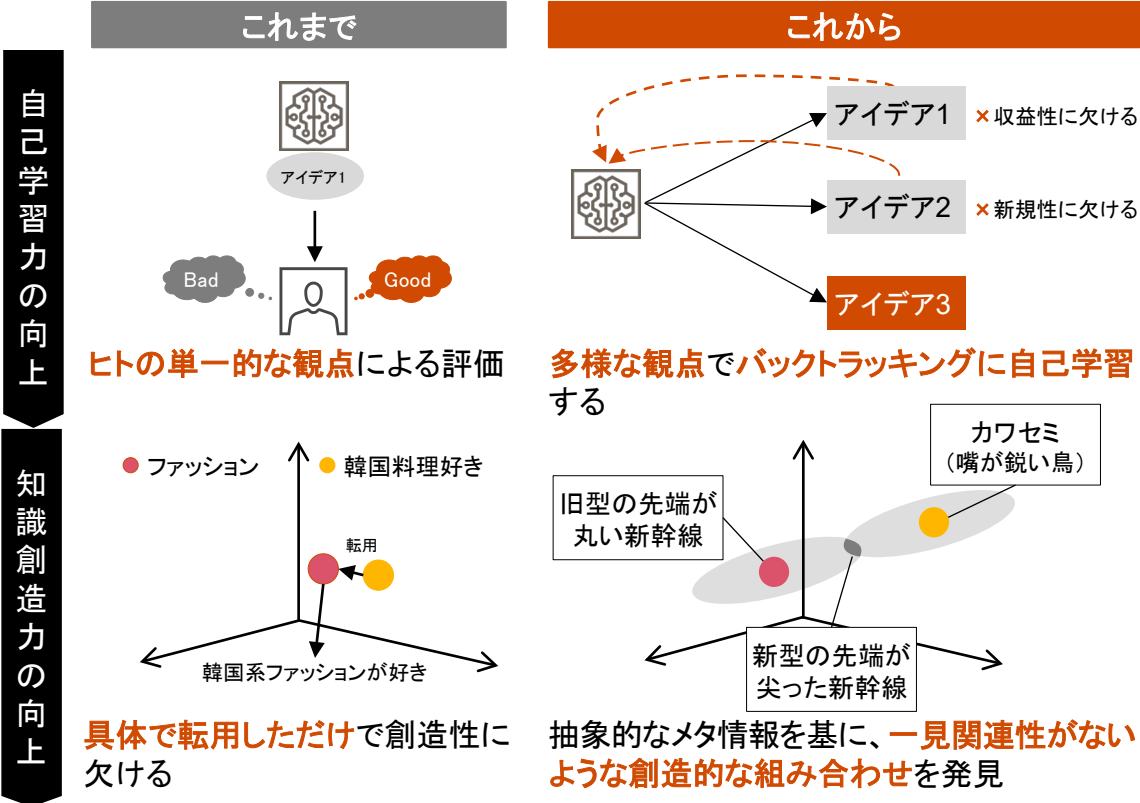 これまで
これから
自己学習力の向上
アイデア1
Bad
Good
ヒトの単一的な観点による評価
アイデア1
×収益性に欠ける
アイデア2
×新規性に欠ける
アイデア3
多様な観点でバックトラッキングに自己学習
する
知識創造力の向上
ファッション
韓国料理好き
転用
韓国系ファッションが好き
具体で転用しただけで創造性に
欠ける
カワセミ
（嘴が鋭い鳥）
旧型の先端が
丸い新幹線
新型の先端が
尖った新幹線
抽象的なメタ情報を基に、一見関連性がない
ような創造的な組み合わせを発見